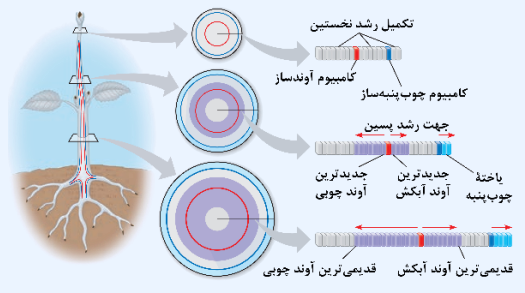 تکمیل رشد نخستین
کامبیوم آوندساز
کامبیوم چوب‌پنبه‌ساز
جهت رشد پسین
جدیدترین
آوند چوبی
جدیدترین
آوند آبکش
یاختهٔ
چوب‌پنبه
قدیمی‌ترین آوند آبکش
قدیمی‌ترین آوند چوبی